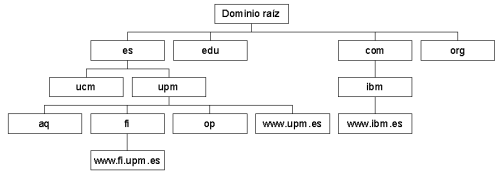 Dominio raíz
es
edu
com
org
ucm
upm
ibm
aq
fi
op
www.upm.es
www.ibm.es
www.fi.upm.es